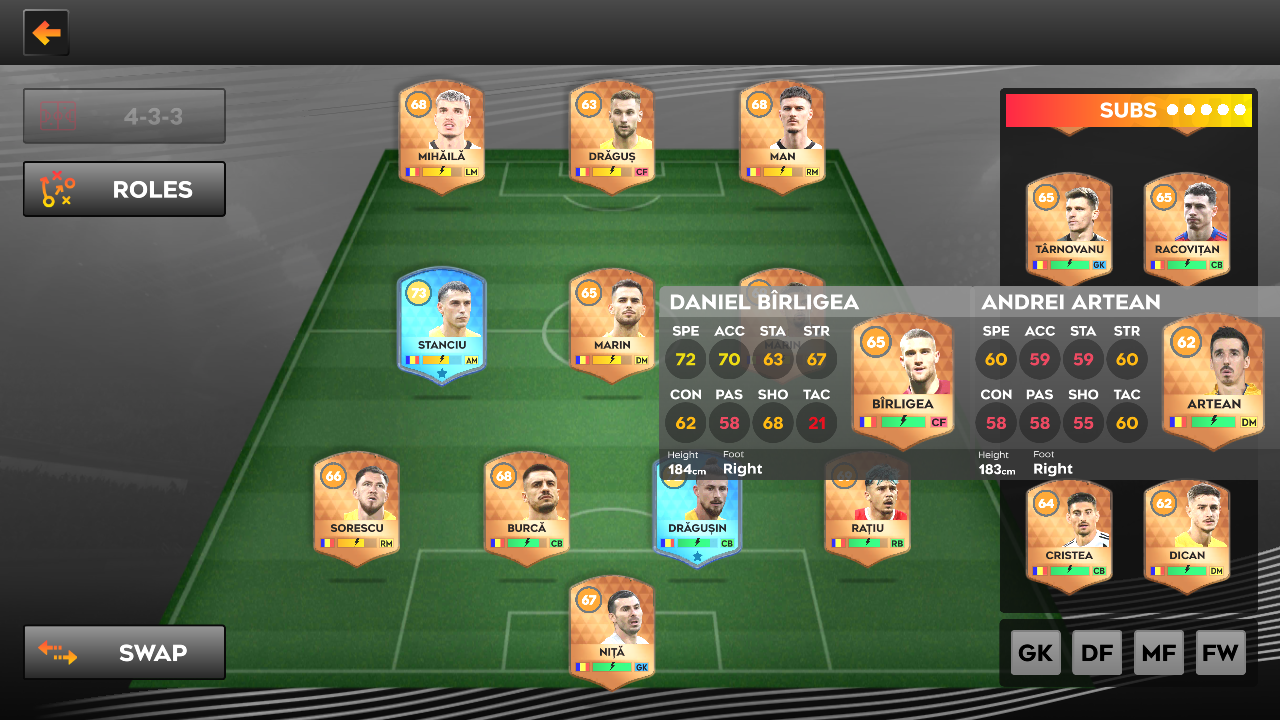 4-3-3
ROLES
SWAP
68
MIHĂILĂ
LM
63
DRĂGUȘ
CF
68
MAN
RM
73
STANCIU
AM
65
MARIN
DM
MARIN
66
SORESCU
RM
68
BURCĂ
CB
DRĂGUȘIN
CB
RAȚIU
RB
67
NIȚĂ
GK
SUBS
65
TÂRNOVANU
GK
65
RACOVIȚAN
CB
DANIEL BÎRLIGEA
SPE ACC STA STR
72 70 63 67
CON PAS SHO TAC
62 58 68 21
Height Foot
184cm Right
65
BÎRLIGEA
CF
ANDREI ARTEAN
SPE ACC STA STR
60 59 59 60
CON PAS SHO TAC
58 58 55 60
Height Foot
183cm Right
62
ARTEAN
DM
64
CRISTEA
CB
62
DICAN
DM
GK DF MF FW